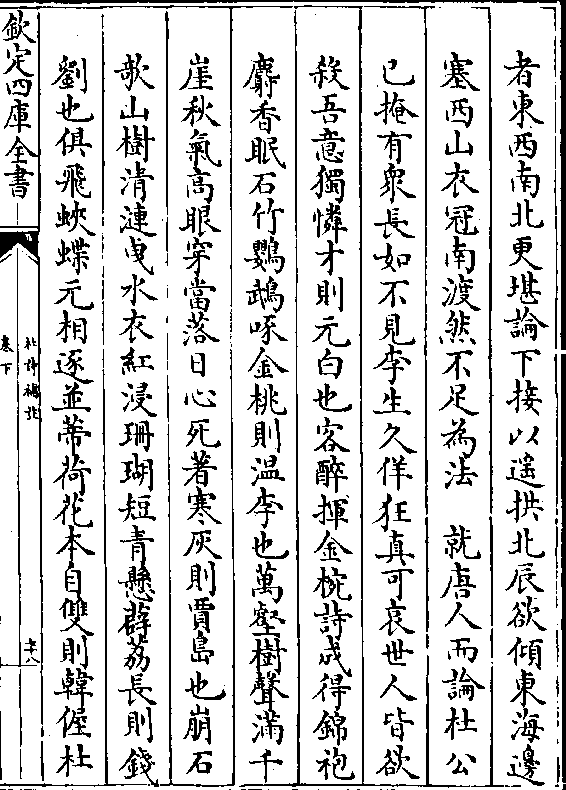 者東西南北更堪論下接以遥拱北辰欲傾東海邊
塞西山衣冠南渡然不足為法　就唐人而論杜公
已掩有衆長如不見李生久佯狂真可哀世人皆欲
殺吾意獨憐才則元白也客醉揮金椀詩成得錦袍
麝香眠石竹鸚鵡啄金桃則温李也萬壑樹聲滿千
崖秋氣高眼穿當落日心死著寒灰則賈島也崩石
欹山樹清漣曳水衣紅浸珊瑚短青懸薜荔長則錢
劉也俱飛蛺蝶元相逐並蒂荷花本自雙則韓偓杜
欽定四庫全書
杜詩攟
卷下